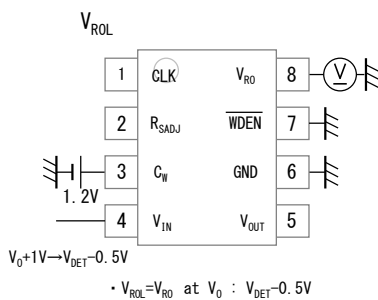 V_ROL
1 CLK V_RO 8 V
2 R_SADJ WDEN 7
3 C_W GND 6
1.2V
4 V_IN V_OUT 5
V_O+1V→V_DET-0.5V
・V_ROL=V_RO at V_O : V_DET-0.5V